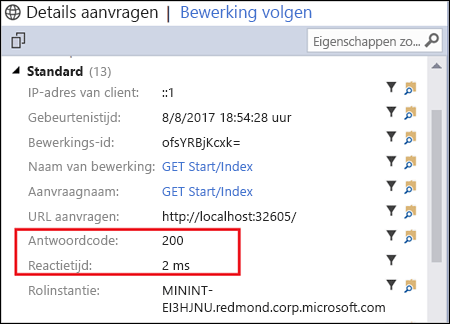 Details aanvragen | Bewerking volgen
Eigenschappen zo...
Standard (13)
IP-adres van client: ::1
Gebeurtenistijd: 8/8/2017 18:54:28 uur
Bewerkings-id: ofsYRBjKcxk=
Naam van bewerking: GET Start/Index
Aanvraagnaam: GET Start/Index
URL aanvragen: http://localhost:32605/
Antwoordcode: 200
Reactietijd: 2 ms
Rolinstantie: MININT-
EI3HJNU.redmond.corp.microsoft.com